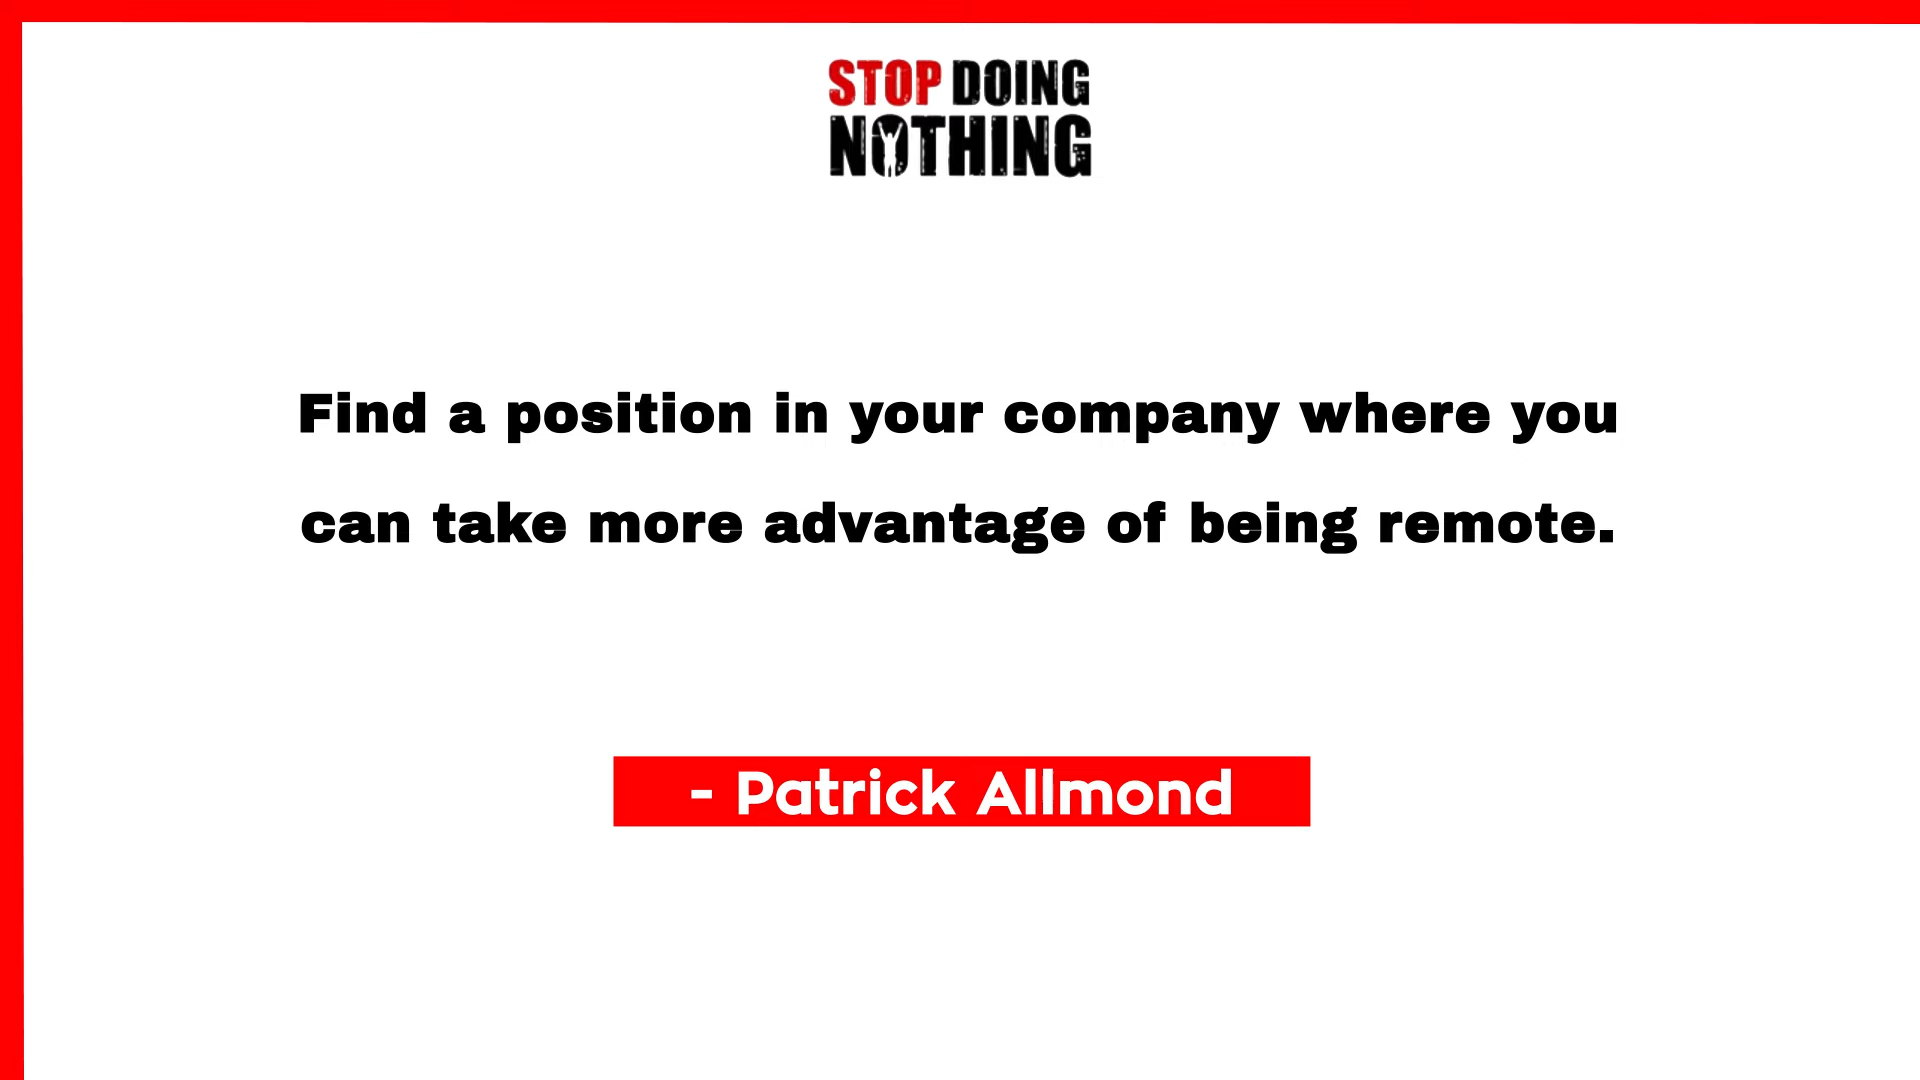 STOP DOING
NOTHING
Find a position in your company where you
can take more advantage of being remote.
- Patrick Allmond